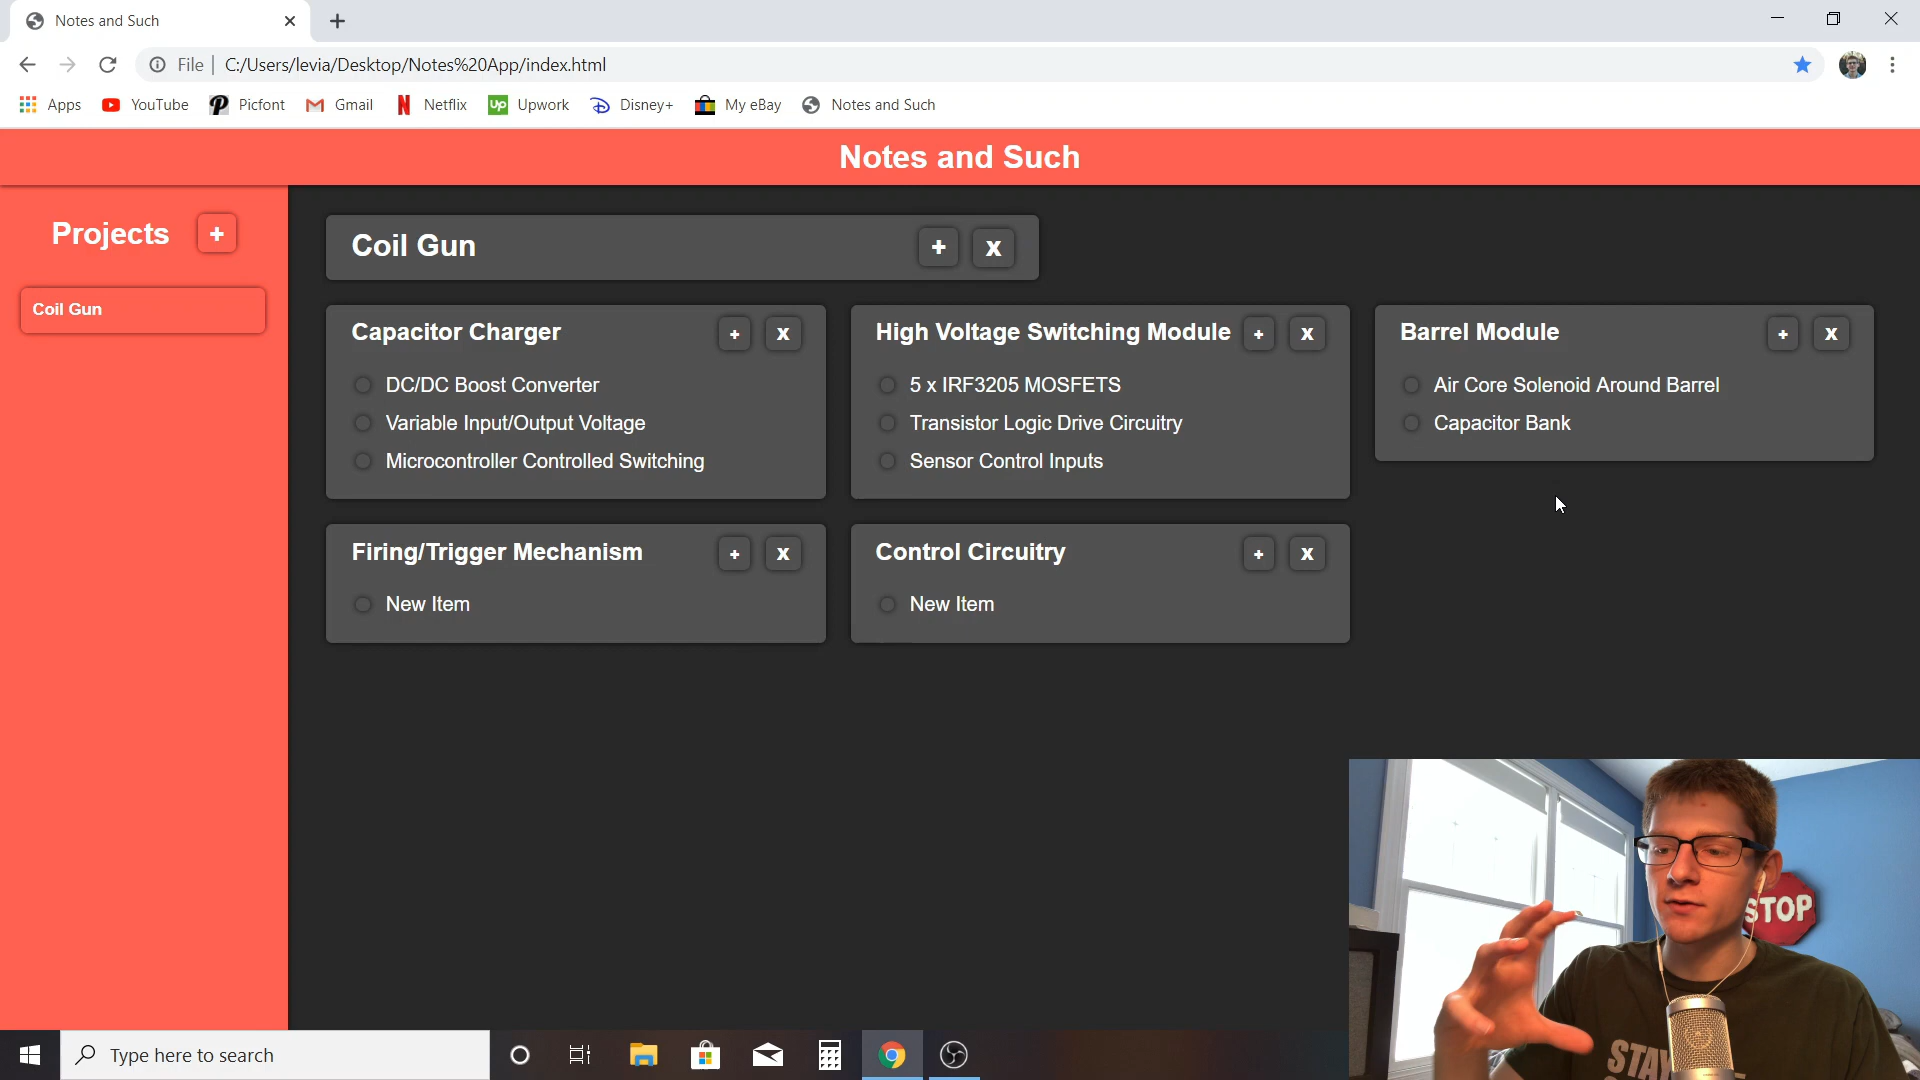 Notes and Such
File C:/Users/levia/Desktop/Notes%20App/index.html
Apps YouTube Picfont Gmail Netflix Upwork Disney+ My eBay Notes and Such
Notes and Such
Projects +
Coil Gun
Coil Gun + x
Capacitor Charger + x
DC/DC Boost Converter
Variable Input/Output Voltage
Microcontroller Controlled Switching
High Voltage Switching Module + x
5 x IRF3205 MOSFETS
Transistor Logic Drive Circuitry
Sensor Control Inputs
Barrel Module + x
Air Core Solenoid Around Barrel
Capacitor Bank
Firing/Trigger Mechanism + x
New Item
Control Circuitry + x
New Item
STOP
Type here to search